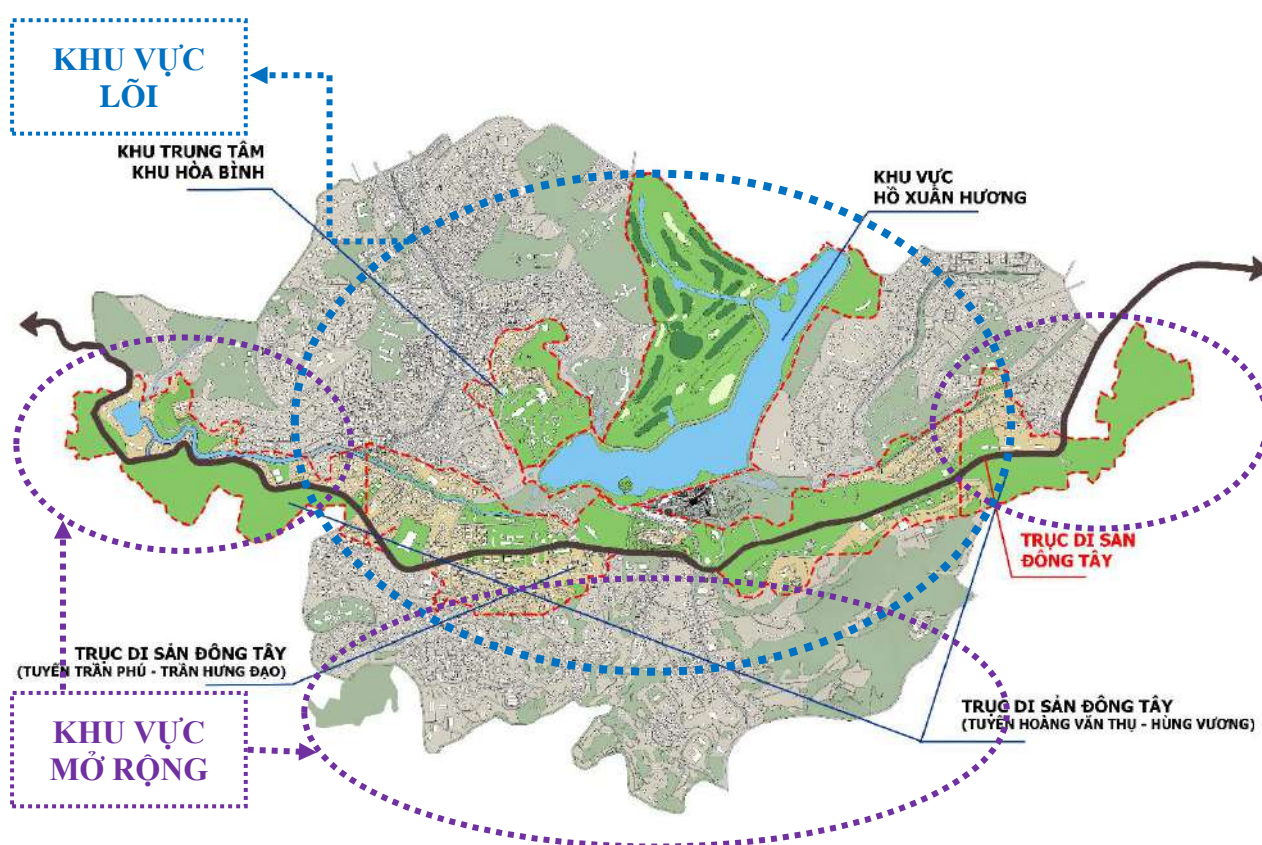 KHU VỰC
LÕI
KHU TRUNG TÂM
KHU HÒA BÌNH
KHU VỰC
HỒ XUÂN HƯƠNG
TRỤC DI SẢN
ĐÔNG TÂY
TRỤC DI SẢN ĐÔNG TÂY
(TUYẾN TRẦN PHÚ - TRẦN HƯNG ĐẠO)
KHU VỰC
MỞ RỘNG
TRỤC DI SẢN ĐÔNG TÂY
(TUYẾN HOÀNG VĂN THỤ - HÙNG VƯƠNG)